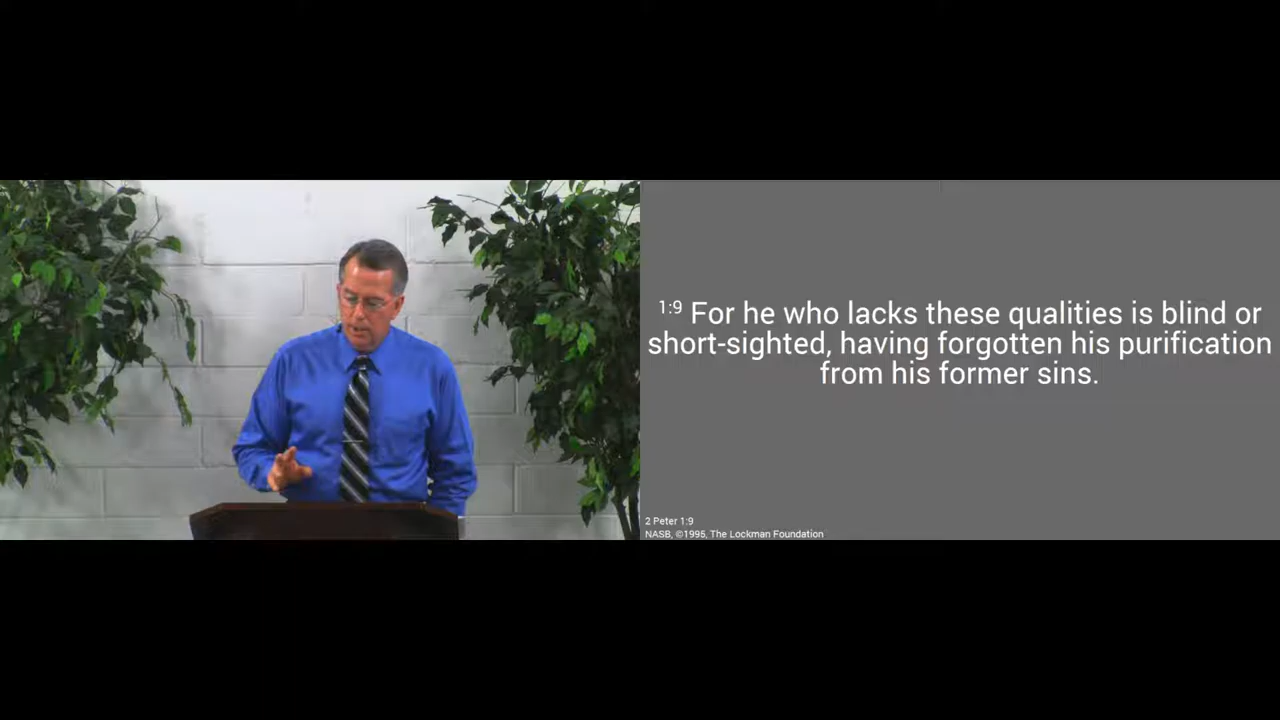 1:9 For he who lacks these qualities is blind or
short-sighted, having forgotten his purification
from his former sins.
2 Peter 1:9
NASB, ©1995, The Lockman Foundation